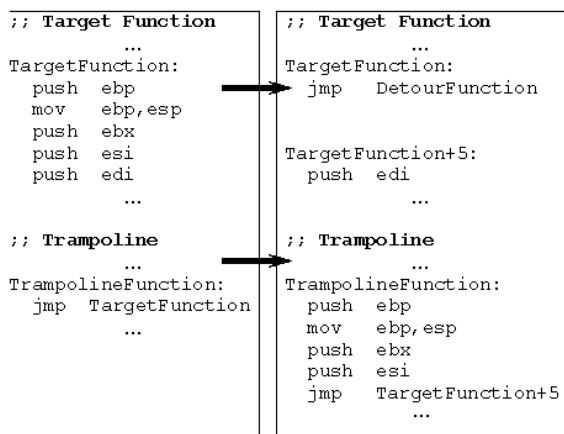 ;; Target Function
...
TargetFunction:
push ebp
mov ebp,esp
push ebx
push esi
push edi
...
;; Trampoline
...
TrampolineFunction:
jmp TargetFunction
...
;; Target Function
...
TargetFunction:
jmp DetourFunction
TargetFunction+5:
push edi
...
;; Trampoline
...
TrampolineFunction:
push ebp
mov ebp,esp
push ebx
push esi
jmp TargetFunction+5
...